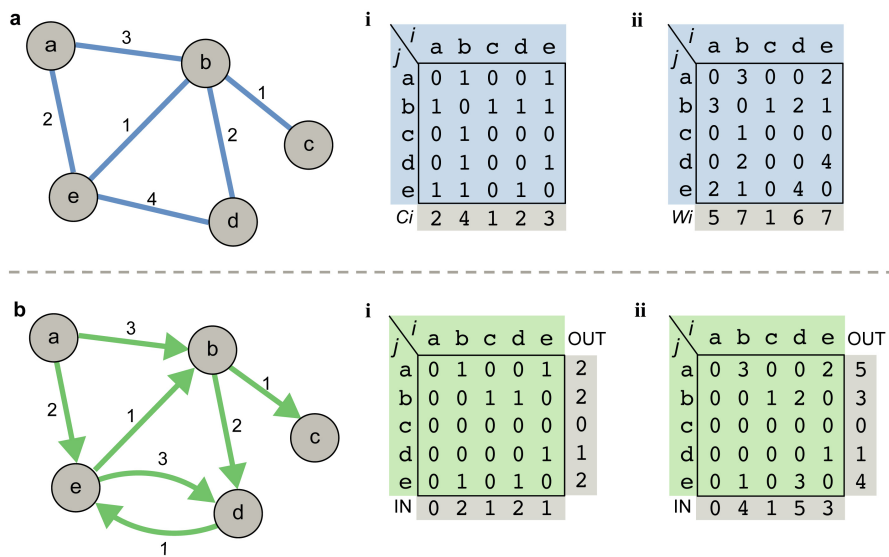 a
a
3
b
1
c
2
1
2
e
4
d
i
i
j
a b c d e
a 0 1 0 0 1
b 1 0 1 1 1
c 0 1 0 0 0
d 0 1 0 0 1
e 1 1 0 1 0
Ci 2 4 1 2 3
ii
i
j
a b c d e
a 0 3 0 0 2
b 3 0 1 2 1
c 0 1 0 0 0
d 0 2 0 0 4
e 2 1 0 4 0
Wi 5 7 1 6 7
b
a
3
b
1
c
2
1
2
e
3
d
1
i
i
j
a b c d e OUT
a 0 1 0 0 1 2
b 0 0 1 1 0 2
c 0 0 0 0 0 0
d 0 0 0 0 1 1
e 0 1 0 1 0 2
IN 0 2 1 2 1
ii
i
j
a b c d e OUT
a 0 3 0 0 2 5
b 0 0 1 2 0 3
c 0 0 0 0 0 0
d 0 0 0 0 1 1
e 0 1 0 3 0 4
IN 0 4 1 5 3